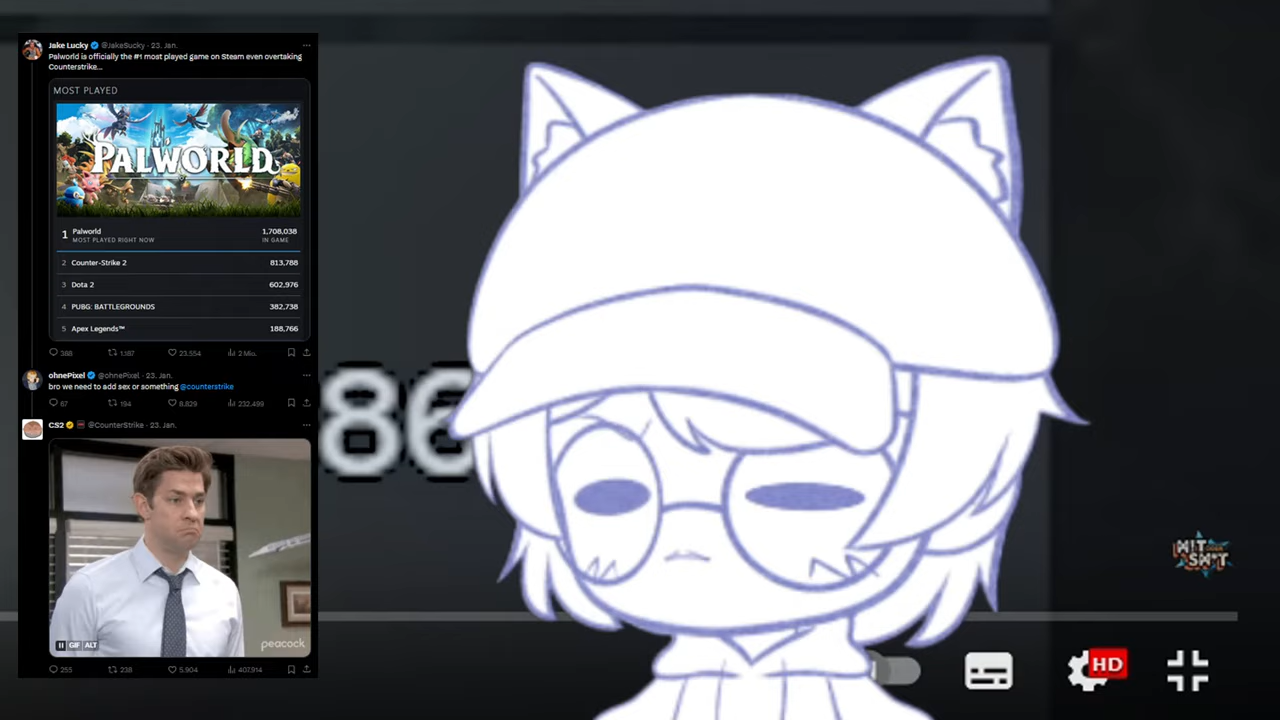 Jake Lucky @JakeSucky · 23. Jan.
Palworld is officially the #1 most played game on Steam even overtaking
Counterstrike...
MOST PLAYED
PALWORLD
1 Palworld 1,708,038
MOST PLAYED RIGHT NOW IN GAME
2 Counter-Strike 2 813,788
3 Dota 2 602,976
4 PUBG: BATTLEGROUNDS 382,738
5 Apex Legends™ 188,766
388 1.187 23.554 2 Mio.
ohnePixel @ohnePixel · 23. Jan.
bro we need to add sex or something @counterstrike
67 194 8.829 232.499
CS2 @CounterStrike · 23. Jan.
GIF ALT
peacock
255 238 5.904 407.914
86
HIT
SH*T
HD